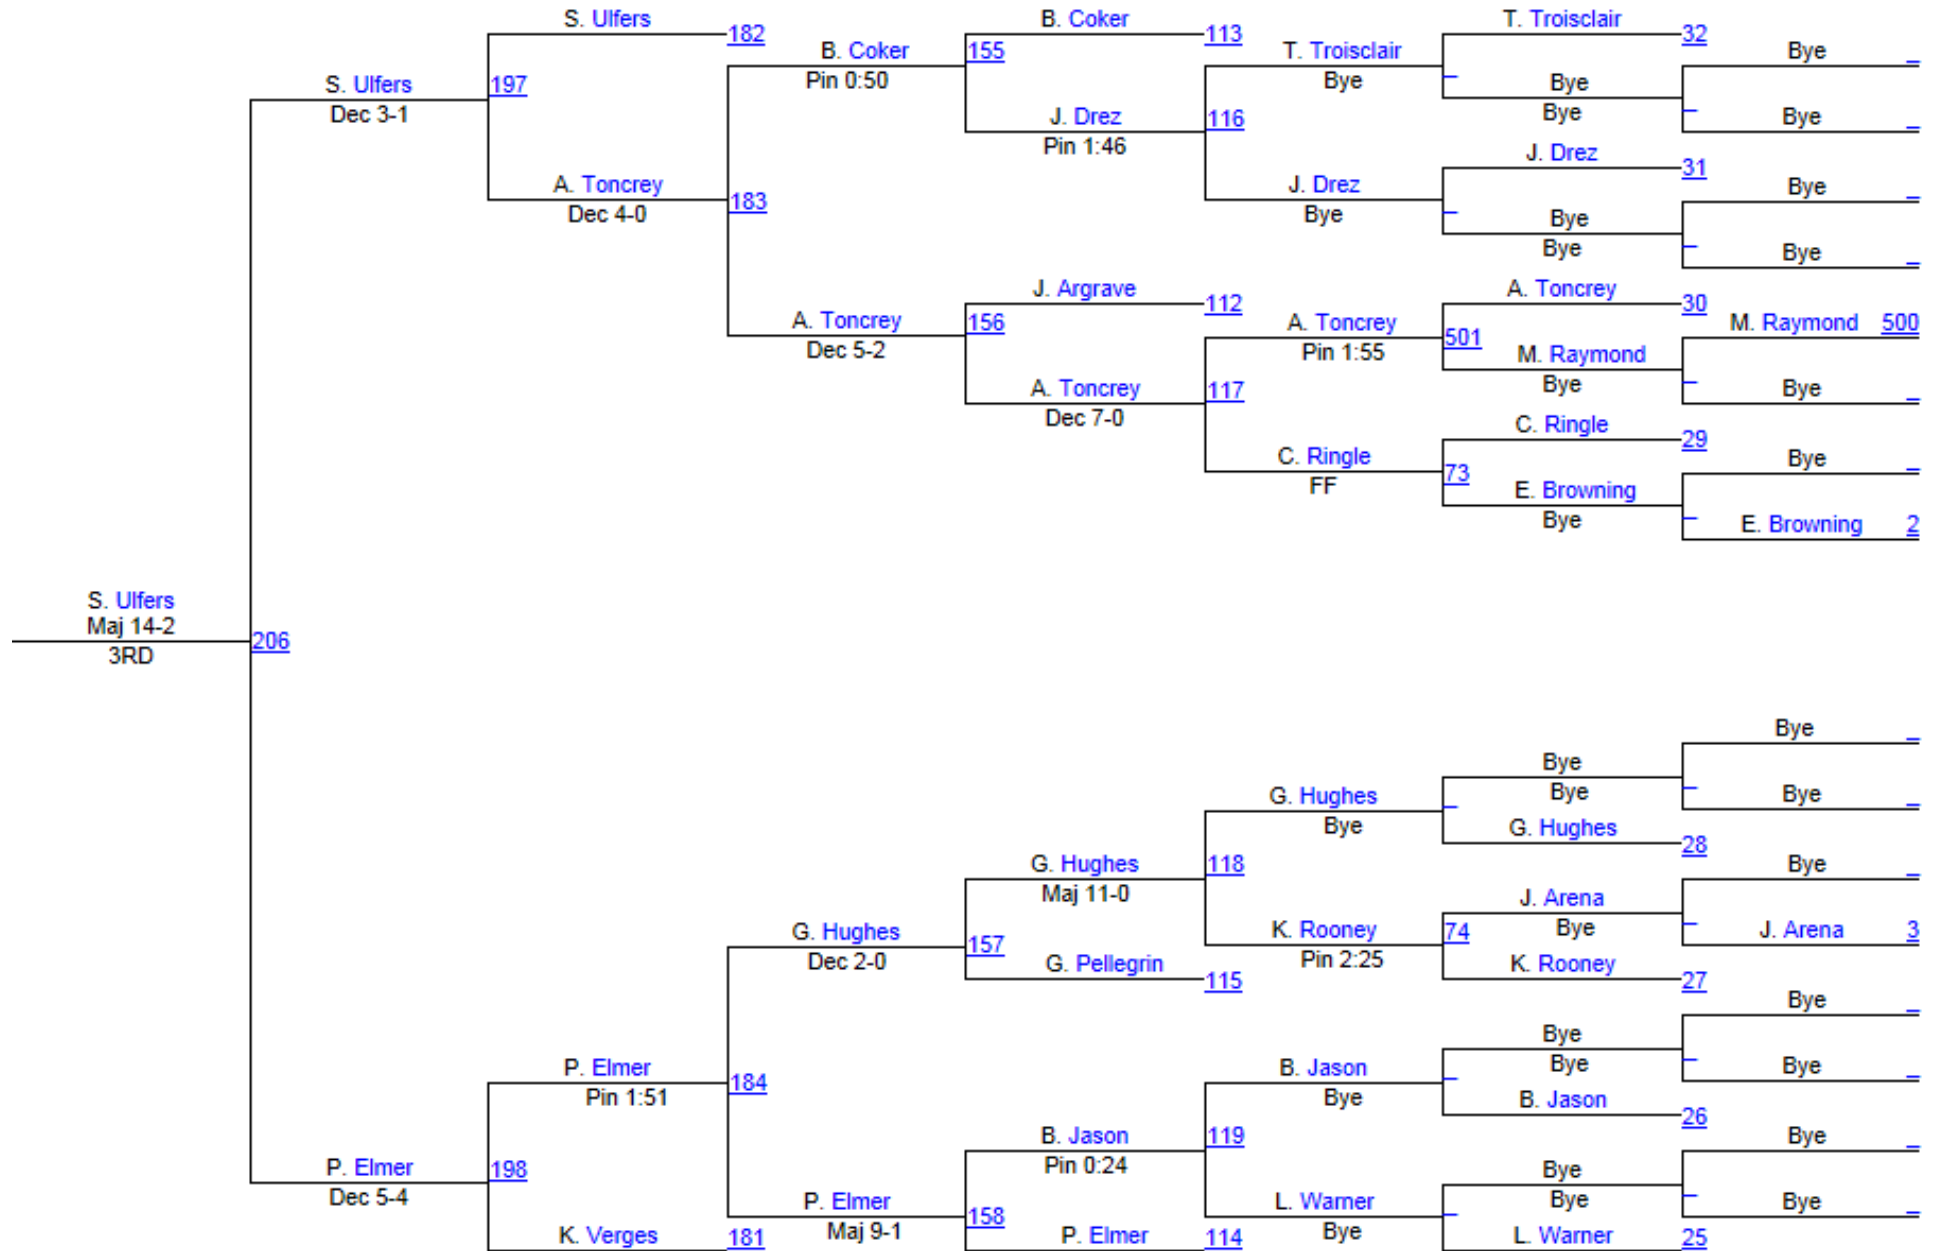 S. Ulfers
182
S. Ulfers
Dec 3-1
197
A. Toncrey
Dec 4-0
B. Coker
Pin 0:50
183
A. Toncrey
Dec 5-2
B. Coker
113
155
J. Drez
Pin 1:46
T. Troisclair
Bye
116
J. Drez
Bye
T. Troisclair
32
Bye
Bye
Bye
Bye
J. Drez
31
Bye
Bye
Bye
Bye
J. Argrave
112
156
A. Toncrey
Dec 7-0
A. Toncrey
Pin 1:55
117
C. Ringle
FF
A. Toncrey
30
501
M. Raymond
Bye
M. Raymond 500
Bye
C. Ringle
29
73
E. Browning
Bye
Bye
E. Browning 2
S. Ulfers
Maj 14-2
3RD
206
P. Elmer
Dec 5-4
P. Elmer
Pin 1:51
198
K. Verges
181
G. Hughes
Dec 2-0
184
P. Elmer
Maj 9-1
G. Hughes
Maj 11-0
157
G. Pellegrin
115
G. Hughes
Bye
118
K. Rooney
Pin 2:25
Bye
Bye
Bye
Bye
G. Hughes
28
J. Arena
Bye
74
K. Rooney
27
Bye
J. Arena 3
B. Jason
Pin 0:24
158
P. Elmer
114
B. Jason
Bye
119
L. Warner
Bye
Bye
Bye
Bye
Bye
B. Jason
26
Bye
Bye
Bye
Bye
L. Warner
25